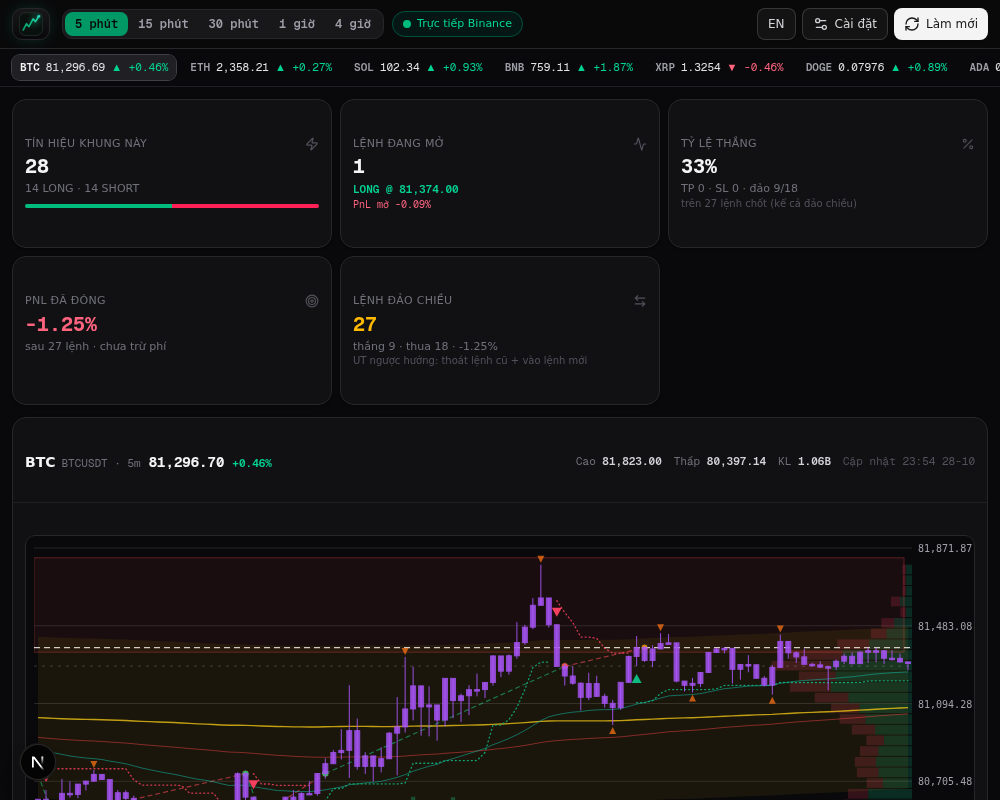 5 phút 15 phút 30 phút 1 giờ 4 giờ Trực tiếp Binance EN Cài đặt Làm mới
BTC 81,296.69 ▲ +0.46% ETH 2,358.21 ▲ +0.27% SOL 102.34 ▲ +0.93% BNB 759.11 ▲ +1.87% XRP 1.3254 ▼ -0.46% DOGE 0.07976 ▲ +0.89% ADA
TÍN HIỆU KHUNG NÀY
28
14 LONG · 14 SHORT
LỆNH ĐANG MỞ
1
LONG @ 81,374.00
PnL mở -0.09%
TỶ LỆ THẮNG
33%
TP 0 · SL 0 · đảo 9/18
trên 27 lệnh chốt (kể cả đảo chiều)
PNL ĐÃ ĐÓNG
-1.25%
sau 27 lệnh · chưa trừ phí
LỆNH ĐẢO CHIỀU
27
thắng 9 · thua 18 · -1.25%
UT ngược hướng: thoát lệnh cũ + vào lệnh mới
BTC BTCUSDT · 5m 81,296.70 +0.46%
Cao 81,823.00 Thấp 80,397.14 KL 1.06B Cập nhật 23:54 28-10
81,871.87
81,483.08
81,094.28
80,705.48
N